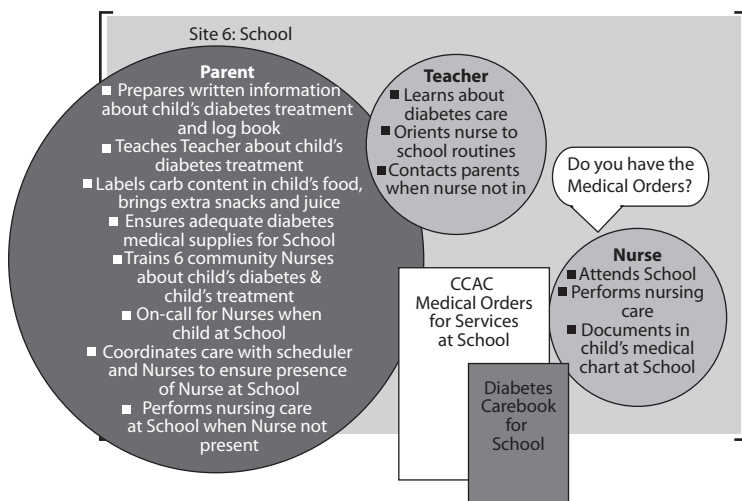 Site 6: School
Parent
■ Prepares written information
about child's diabetes treatment
and log book
■ Teaches Teacher about child's
diabetes treatment
■ Labels carb content in child's food,
brings extra snacks and juice
■ Ensures adequate diabetes
medical supplies for School
■ Trains 6 community Nurses
about child's diabetes &
child's treatment
■ On-call for Nurses when
child at School
■ Coordinates care with scheduler
and Nurses to ensure presence
of Nurse at School
■ Performs nursing care
at School when Nurse not
present
Teacher
■ Learns about
diabetes care
■ Orients nurse to
school routines
■ Contacts parents
when nurse not in
Do you have the
Medical Orders?
Nurse
■ Attends School
■ Performs nursing
care
■ Documents in
child's medical
chart at School
CCAC
Medical Orders
for Services
at School
Diabetes
Carebook
for
School